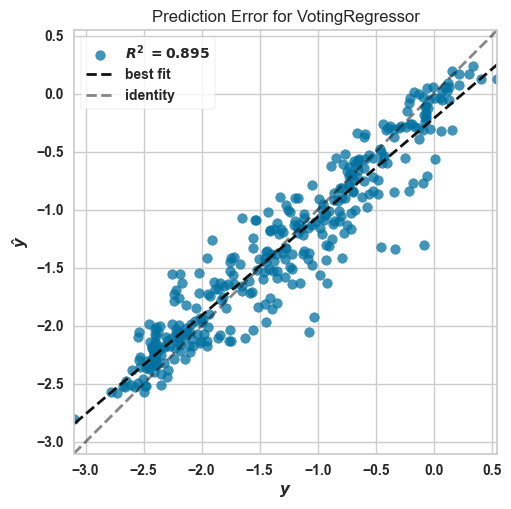 Prediction Error for VotingRegressor
R² = 0.895
best fit
identity
0.5
0.0
−0.5
−1.0
−1.5
−2.0
−2.5
−3.0
ŷ
−3.0 −2.5 −2.0 −1.5 −1.0 −0.5 0.0 0.5
y